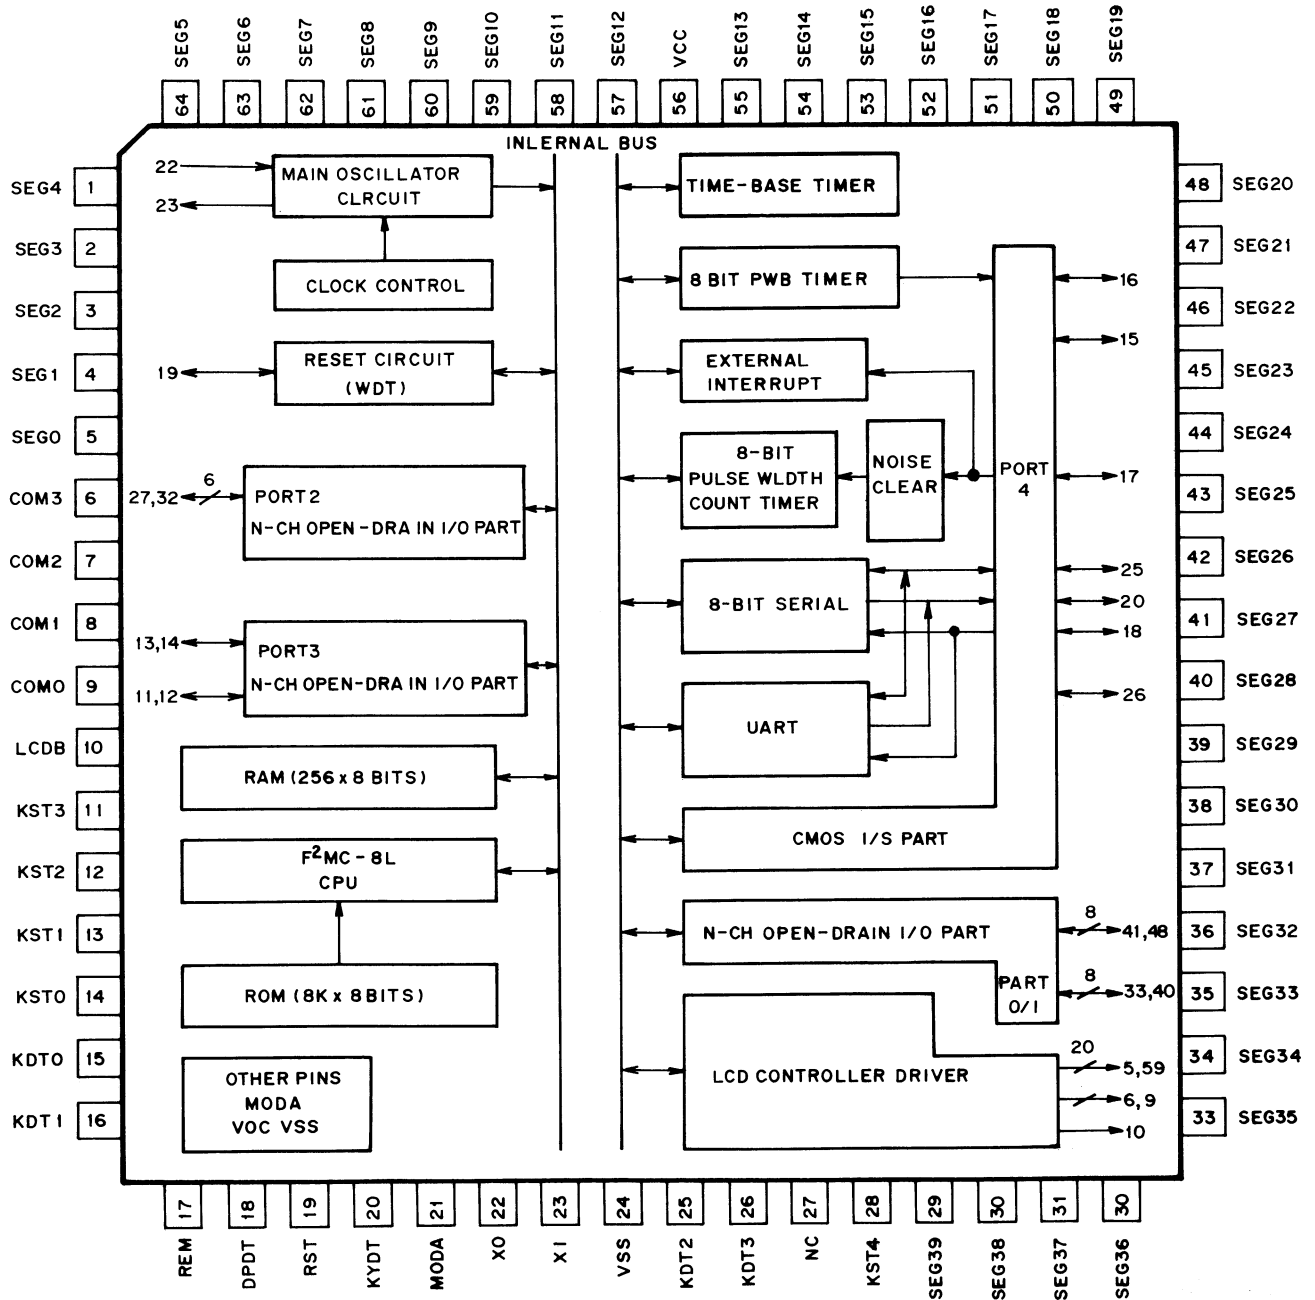 SEG5 SEG6 SEG7 SEG8 SEG9 SEG10 SEG11 SEG12 VCC SEG13 SEG14 SEG15 SEG16 SEG17 SEG18 SEG19
64 63 62 61 60 59 58 57 56 55 54 53 52 51 50 49
INLERNAL BUS
SEG4 1
SEG3 2
SEG2 3
SEG1 4
SEG0 5
COM3 6
COM2 7
COM1 8
COM0 9
LCDB 10
KST3 11
KST2 12
KST1 13
KST0 14
KDT0 15
KDT1 16
22
23
MAIN OSCILLATOR
CLRCUIT
CLOCK CONTROL
19
RESET CIRCUIT
(WDT)
27,32
6
PORT2
N-CH OPEN-DRA IN I/O PART
13,14
11,12
PORT3
N-CH OPEN-DRA IN I/O PART
RAM (256 x 8 BITS)
F²MC-8L
CPU
ROM (8K x 8BITS)
OTHER PINS
MODA
VOC VSS
TIME-BASE TIMER
8 BIT PWB TIMER
EXTERNAL
INTERRUPT
8-BIT
PULSE WLDTH
COUNT TIMER
NOISE
CLEAR
8-BIT SERIAL
UART
PORT
4
CMOS I/S PART
16
15
17
25
20
18
26
N-CH OPEN-DRAIN I/O PART
PART
0/1
8
41,48
8
33,40
LCD CONTROLLER DRIVER
20
5,59
6,9
10
48 SEG20
47 SEG21
46 SEG22
45 SEG23
44 SEG24
43 SEG25
42 SEG26
41 SEG27
40 SEG28
39 SEG29
38 SEG30
37 SEG31
36 SEG32
35 SEG33
34 SEG34
33 SEG35
17 18 19 20 21 22 23 24 25 26 27 28 29 30 31 30
REM DPDT RST KYDT MODA X0 X1 VSS KDT2 KDT3 NC KST4 SEG39 SEG38 SEG37 SEG36